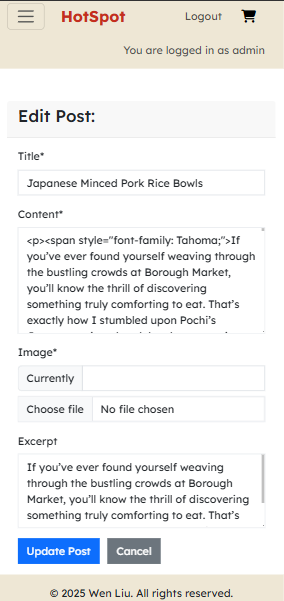 HotSpot
Logout
You are logged in as admin
Edit Post:
Title*
Japanese Minced Pork Rice Bowls
Content*
<p><span style="font-family: Tahoma;">If
you’ve ever found yourself weaving through
the bustling crowds at Borough Market,
you’ll know the thrill of discovering
something truly comforting to eat. That’s
exactly how I stumbled upon Pochi’s
Image*
Currently
Choose file No file chosen
Excerpt
If you’ve ever found yourself weaving
through the bustling crowds at Borough
Market, you’ll know the thrill of discovering
something truly comforting to eat. That’s
Update Post Cancel
© 2025 Wen Liu. All rights reserved.